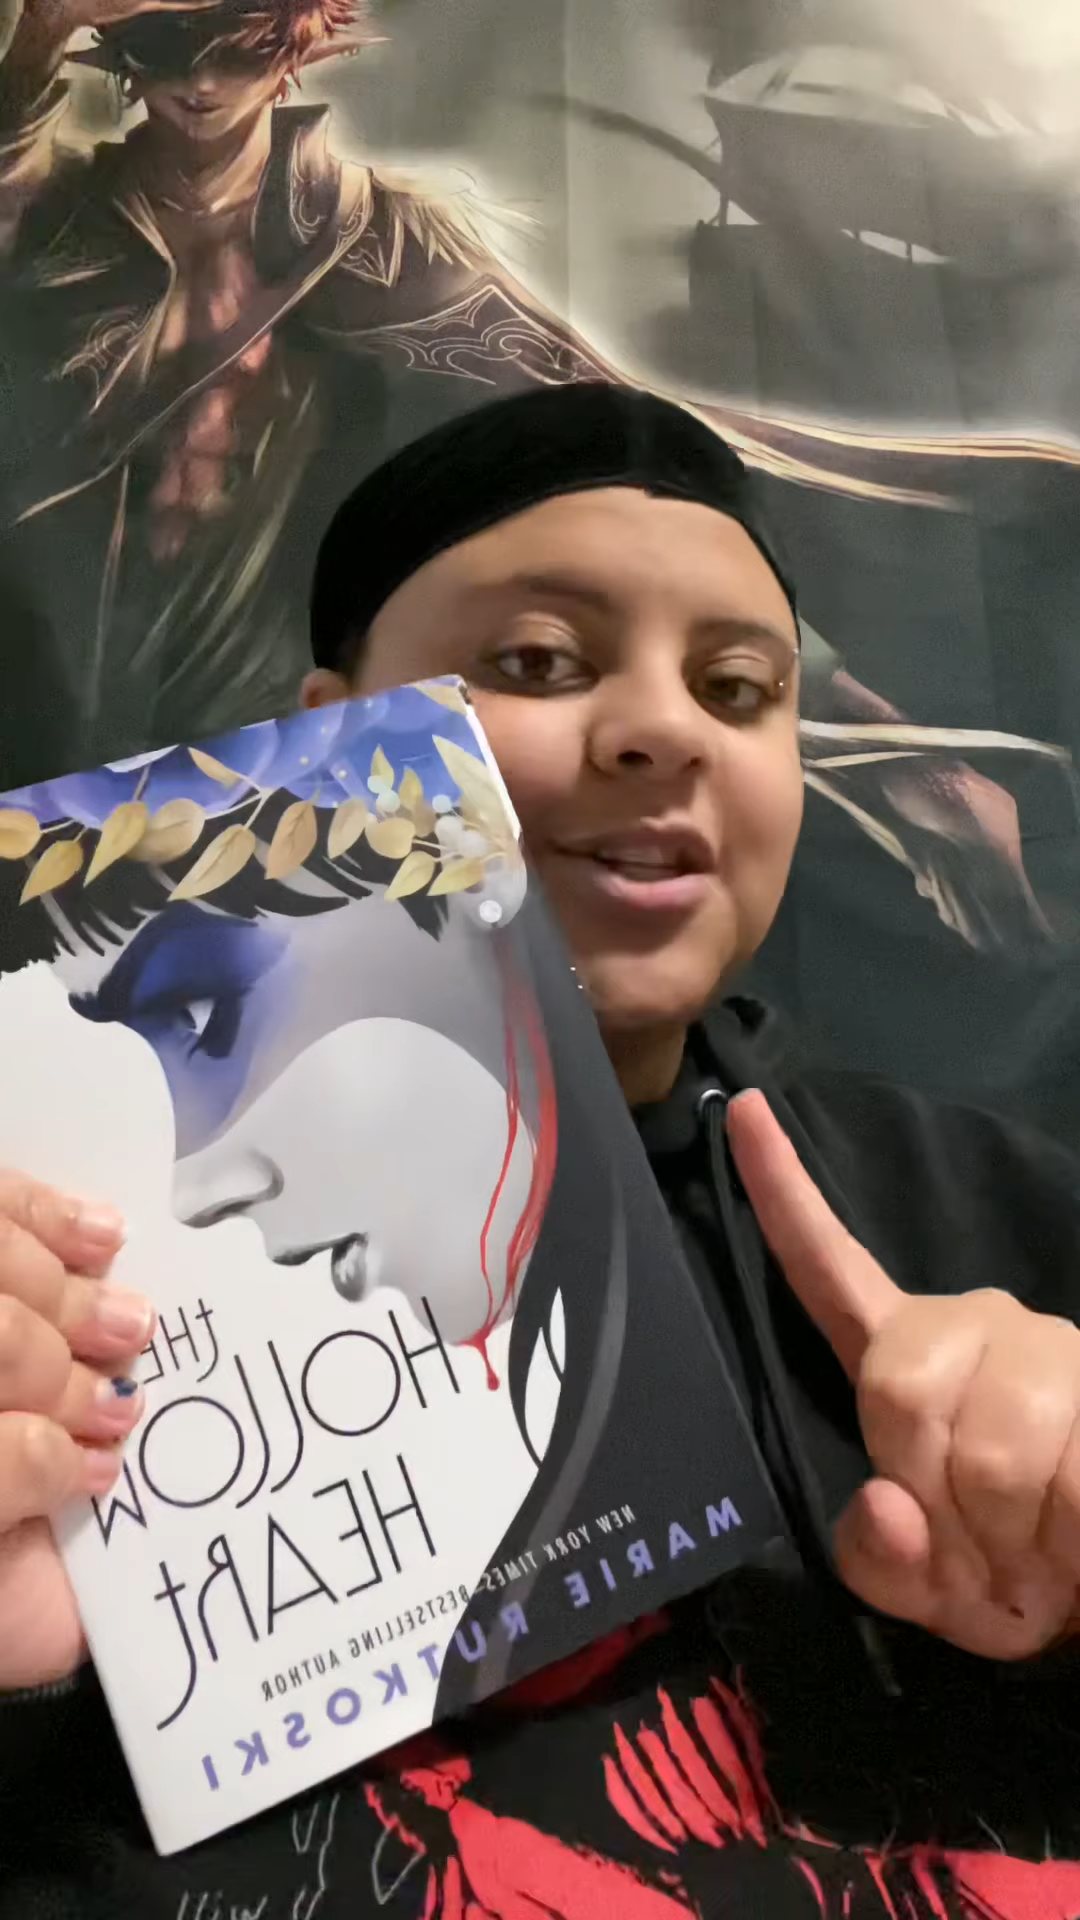 THE
HOLLOW
HEART
NEW YORK TIMES–BESTSELLING AUTHOR
MARIE RUTKOSKI